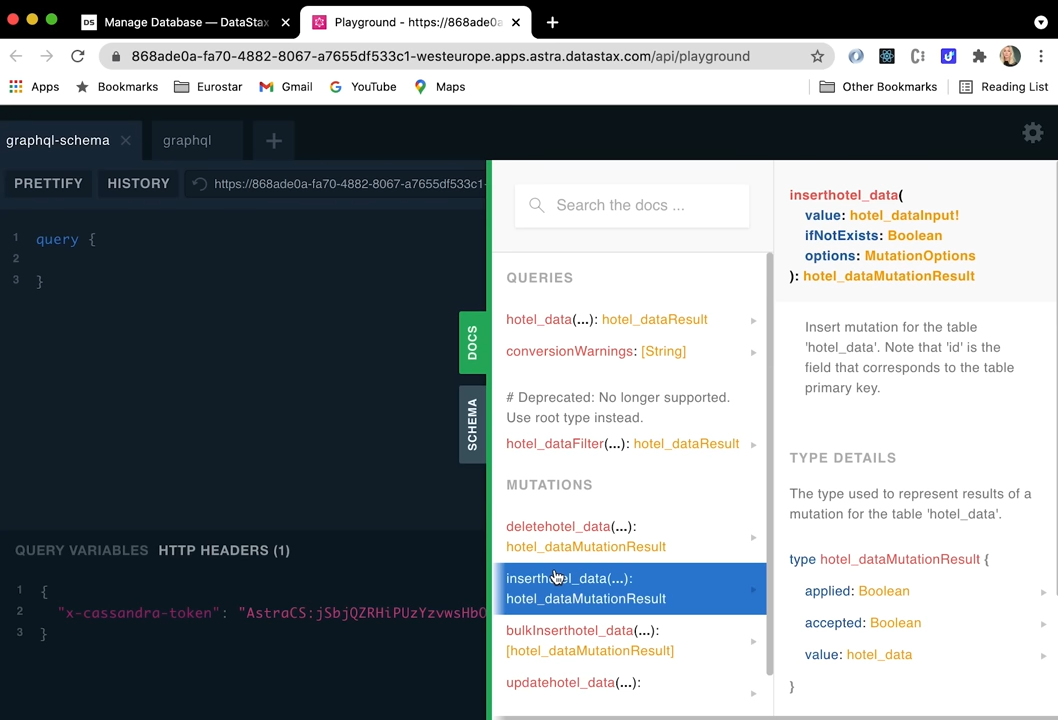 DS Manage Database — DataStax
Playground - https://868ade0a
868ade0a-fa70-4882-8067-a7655df533c1-westeurope.apps.astra.datastax.com/api/playground
Apps
Bookmarks
Eurostar
Gmail
YouTube
Maps
Other Bookmarks
Reading List
graphql-schema
graphql
PRETTIFY
HISTORY
https://868ade0a-fa70-4882-8067-a7655df533c1-
1 query {
2
3 }
QUERY VARIABLES
HTTP HEADERS (1)
1 {
2 "x-cassandra-token": "AstraCS:jSbjQZRHiPUzYzvwsHbO
3 }
DOCS
SCHEMA
Search the docs ...
QUERIES
hotel_data(...): hotel_dataResult
conversionWarnings: [String]
# Deprecated: No longer supported.
Use root type instead.
hotel_dataFilter(...): hotel_dataResult
MUTATIONS
deletehotel_data(...):
hotel_dataMutationResult
inserthotel_data(...):
hotel_dataMutationResult
bulkInserthotel_data(...):
[hotel_dataMutationResult]
updatehotel_data(...):
inserthotel_data(
value: hotel_dataInput!
ifNotExists: Boolean
options: MutationOptions
): hotel_dataMutationResult
Insert mutation for the table
'hotel_data'. Note that 'id' is the
field that corresponds to the table
primary key.
TYPE DETAILS
The type used to represent results of a
mutation for the table 'hotel_data'.
type hotel_dataMutationResult {
applied: Boolean
accepted: Boolean
value: hotel_data
}